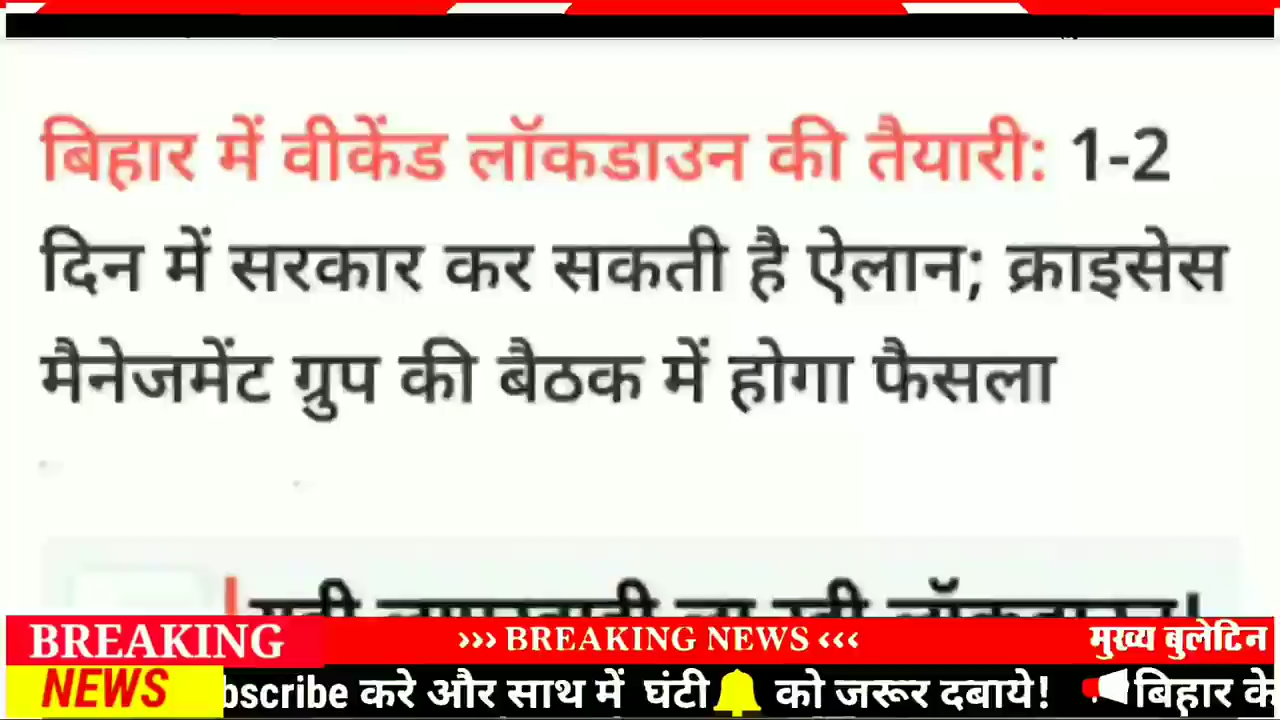 बिहार में वीकेंड लॉकडाउन की तैयारी: 1-2
दिन में सरकार कर सकती है ऐलान; क्राइसेस
मैनेजमेंट ग्रुप की बैठक में होगा फैसला
BREAKING
››› BREAKING NEWS ‹‹‹
मुख्य बुलेटिन
NEWS
bscribe करे और साथ में घंटी🔔 को जरूर दबाये! 📢बिहार के